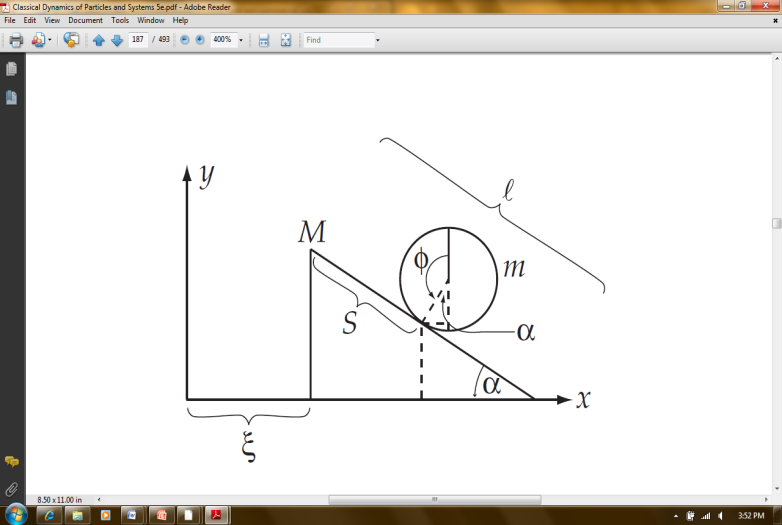 Classical Dynamics of Particles and Systems 5e.pdf - Adobe Reader
File Edit View Document Tools Window Help
187 / 493 400% Find
y
ℓ
M
ϕ
m
S
α
α
x
ξ
8.50 x 11.00 in
3:52 PM